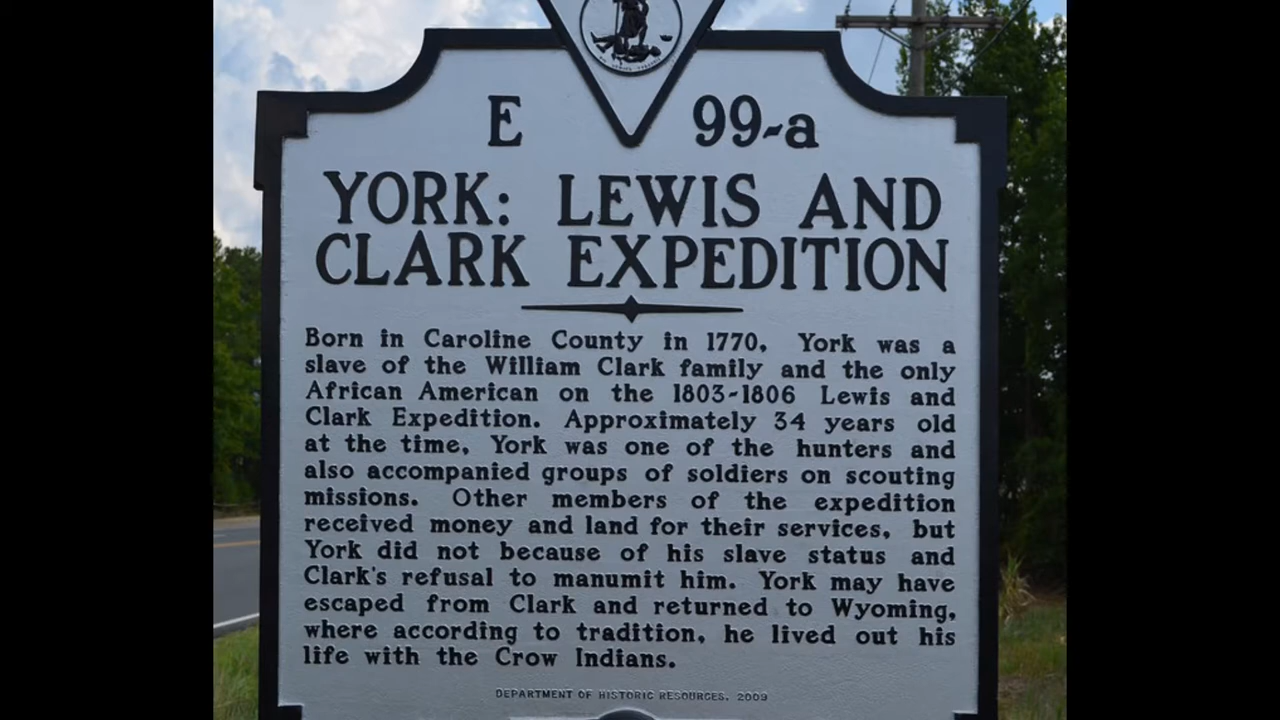 E 99-a
YORK: LEWIS AND
CLARK EXPEDITION
Born in Caroline County in 1770, York was a
slave of the William Clark family and the only
African American on the 1803-1806 Lewis and
Clark Expedition. Approximately 34 years old
at the time, York was one of the hunters and
also accompanied groups of soldiers on scouting
missions. Other members of the expedition
received money and land for their services, but
York did not because of his slave status and
Clark's refusal to manumit him. York may have
escaped from Clark and returned to Wyoming,
where according to tradition, he lived out his
life with the Crow Indians.
DEPARTMENT OF HISTORIC RESOURCES, 2009